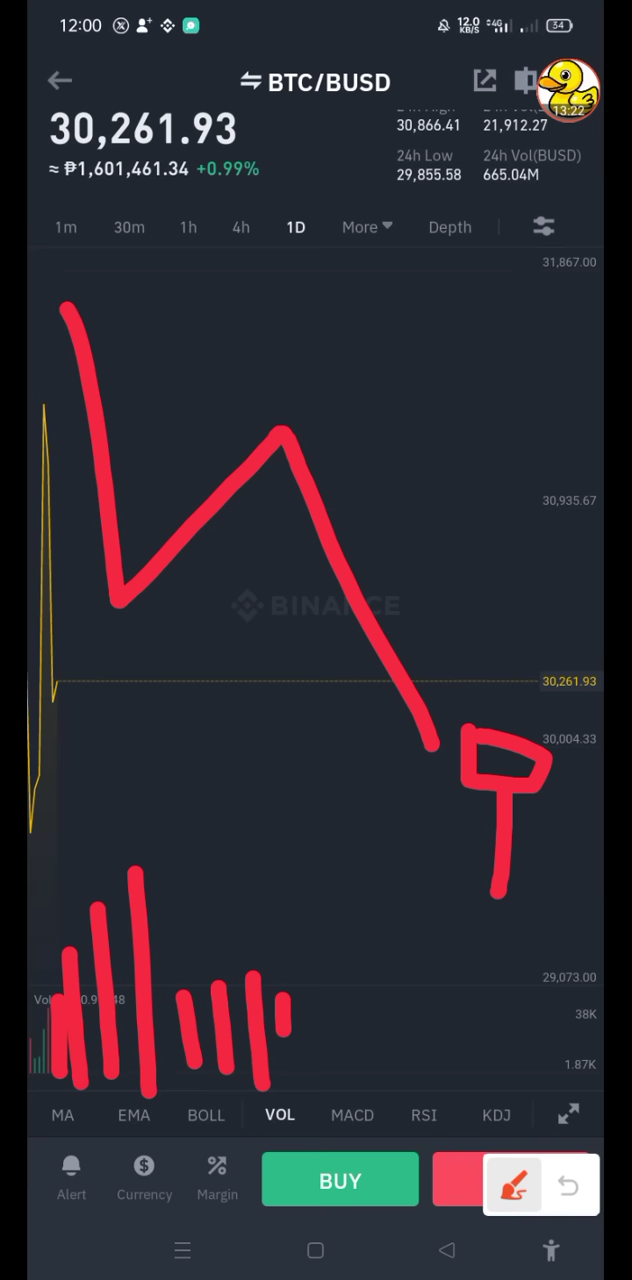 12:00 12.0 KB/S 4G 54
BTC/BUSD
13:22
30,261.93
≈ ₱1,601,461.34 +0.99%
30,866.41 21,912.27
24h Low 24h Vol(BUSD)
29,855.58 665.04M
1m 30m 1h 4h 1D More Depth
31,867.00
30,935.67
BINANCE
30,261.93
30,004.33
29,073.00
38K
1.87K
MA EMA BOLL VOL MACD RSI KDJ
Alert Currency Margin BUY